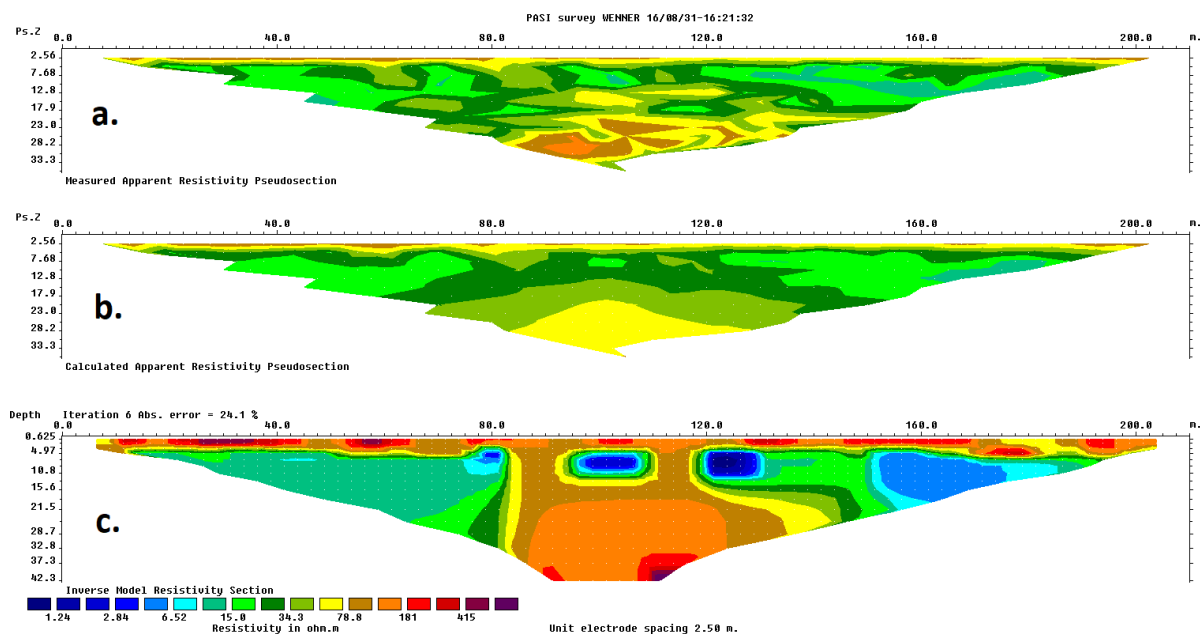 PASI survey WENNER 16/08/31-16:21:32
Ps.Z 0.0 40.0 80.0 120.0 160.0 200.0 m.
2.56
7.68
12.8
17.9
23.0
28.2
33.3
a.
Measured Apparent Resistivity Pseudosection
Ps.Z 0.0 40.0 80.0 120.0 160.0 200.0 m.
2.56
7.68
12.8
17.9
23.0
28.2
33.3
b.
Calculated Apparent Resistivity Pseudosection
Depth Iteration 6 Abs. error = 24.1 %
0.0 40.0 80.0 120.0 160.0 200.0 m.
0.625
4.97
10.8
15.6
21.5
28.7
32.8
37.3
42.3
c.
Inverse Model Resistivity Section
1.24 2.84 6.52 15.0 34.3 78.8 181 415
Resistivity in ohm.m Unit electrode spacing 2.50 m.